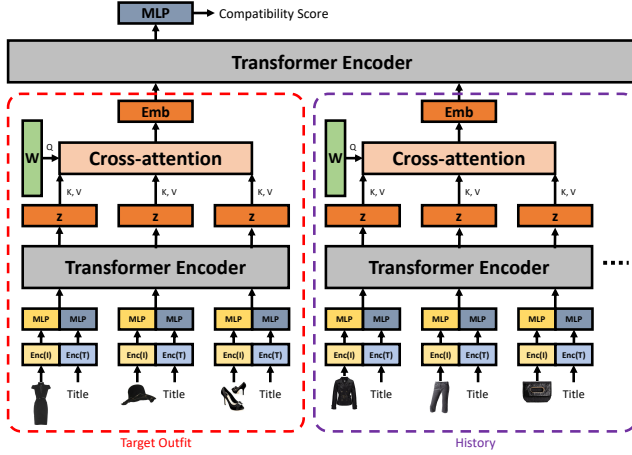 MLP Compatibility Score
Transformer Encoder
Emb Emb
W Q Cross-attention W Q Cross-attention
K, V K, V K, V K, V K, V K, V
z z z z z z
Transformer Encoder Transformer Encoder ......
MLP MLP MLP MLP MLP MLP MLP MLP MLP MLP MLP MLP
Enc(I) Enc(T) Enc(I) Enc(T) Enc(I) Enc(T) Enc(I) Enc(T) Enc(I) Enc(T) Enc(I) Enc(T)
Title Title Title Title Title Title
Target Outfit History